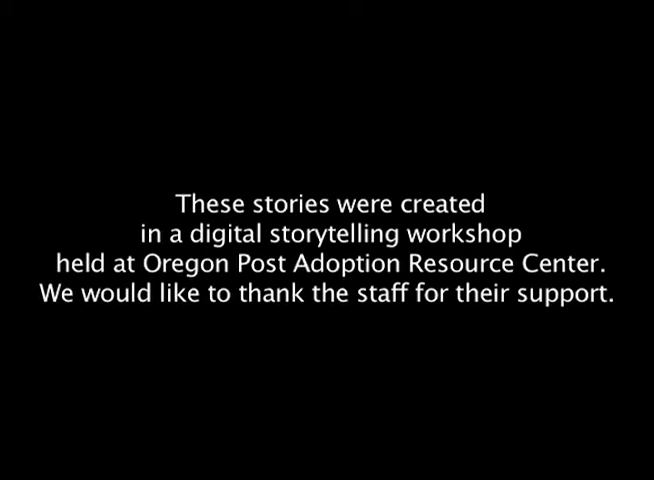 These stories were created
in a digital storytelling workshop
held at Oregon Post Adoption Resource Center.
We would like to thank the staff for their support.